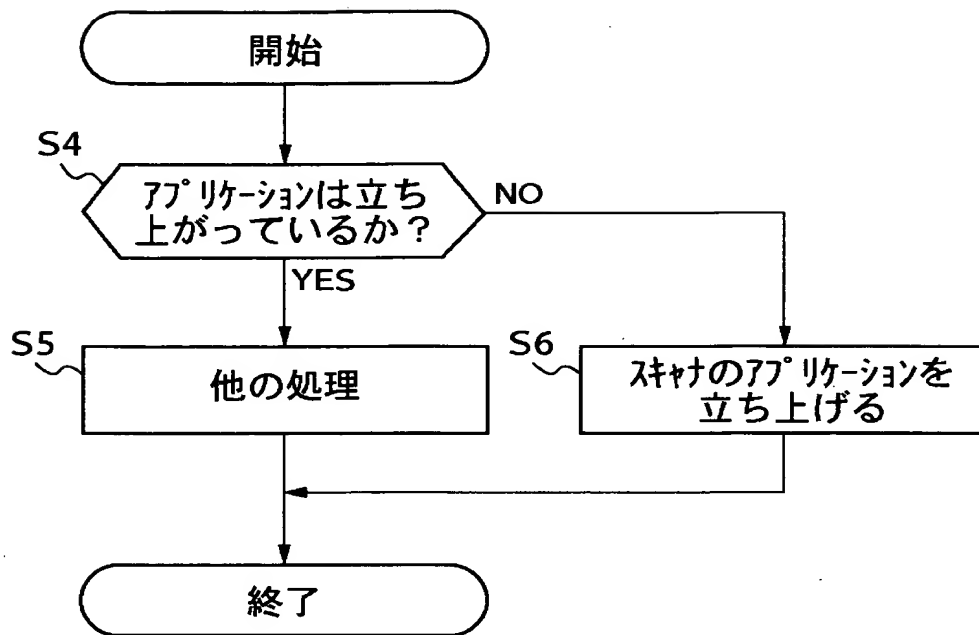 開始
S4
アプリケーションは立ち
上がっているか？
NO
YES
S5
他の処理
S6
スキャナのアプリケーションを
立ち上げる
終了